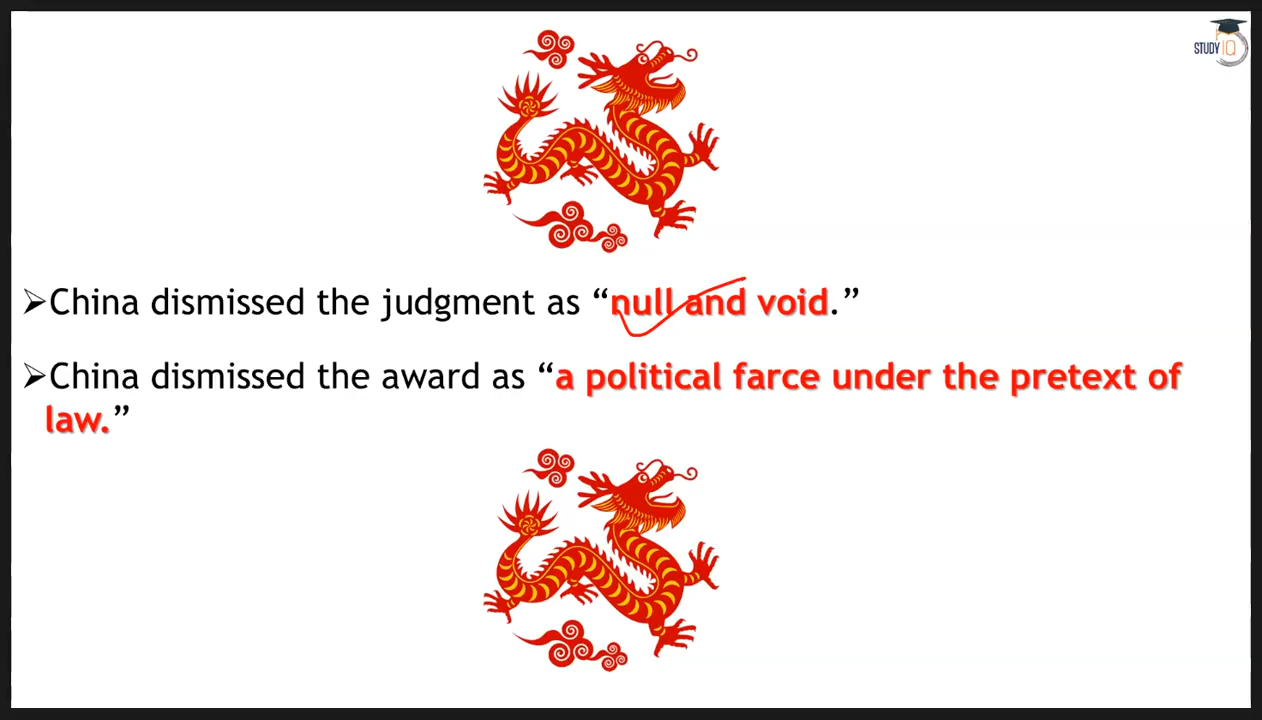 STUDY IQ
➢China dismissed the judgment as “null and void.”
➢China dismissed the award as “a political farce under the pretext of
law.”